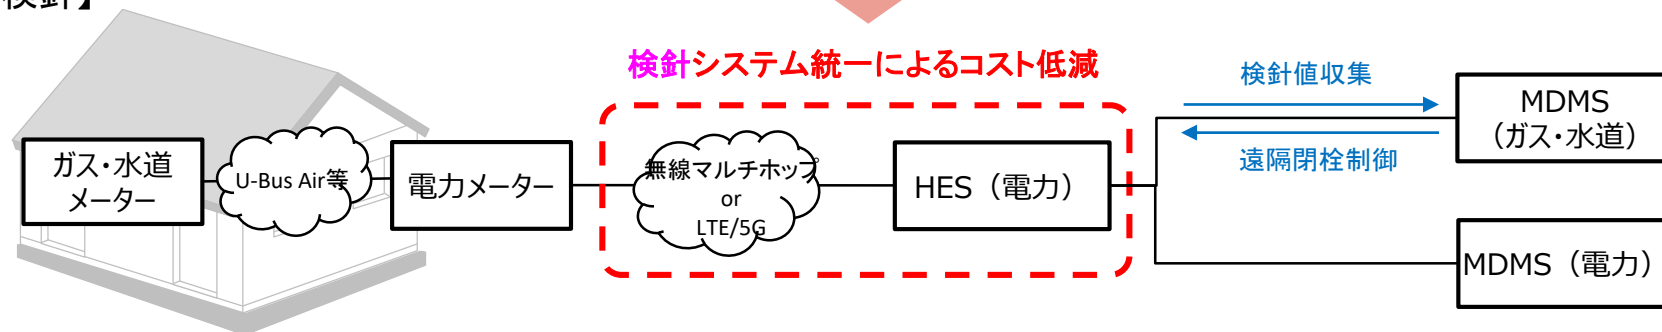 検針】
検針システム統一によるコスト低減
検針値収集
遠隔閉栓制御
ガス・水道
メーター
U-Bus Air等
電力メーター
無線マルチホップ
or
LTE/5G
HES（電力）
MDMS
（ガス・水道）
MDMS（電力）